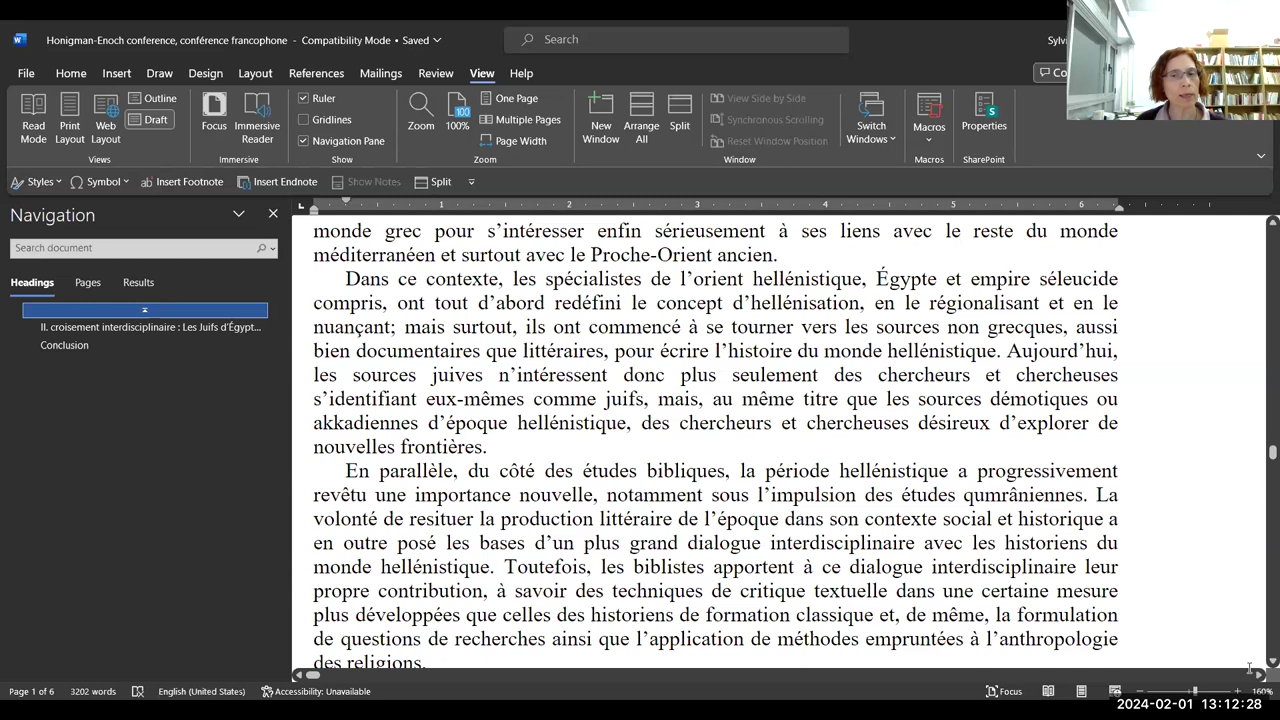 Honigman-Enoch conference, conférence francophone - Compatibility Mode • Saved
Search
Sylvi
File Home Insert Draw Design Layout References Mailings Review View Help
Co
Read Mode
Print Layout
Web Layout
Outline
Draft
Views
Focus
Immersive Reader
Immersive
Ruler
Gridlines
Navigation Pane
Show
Zoom
100
100%
One Page
Multiple Pages
Page Width
Zoom
New Window
Arrange All
Split
View Side by Side
Synchronous Scrolling
Reset Window Position
Switch Windows
Window
Macros
Macros
Properties
SharePoint
Styles Symbol Insert Footnote Insert Endnote Show Notes Split
Navigation
Search document
Headings Pages Results
II. croisement interdisciplinaire : Les Juifs d'Égypt...
Conclusion
1 2 3 4 5 6
monde grec pour s’intéresser enfin sérieusement à ses liens avec le reste du monde
méditerranéen et surtout avec le Proche-Orient ancien.
Dans ce contexte, les spécialistes de l’orient hellénistique, Égypte et empire séleucide
compris, ont tout d’abord redéfini le concept d’hellénisation, en le régionalisant et en le
nuançant; mais surtout, ils ont commencé à se tourner vers les sources non grecques, aussi
bien documentaires que littéraires, pour écrire l’histoire du monde hellénistique. Aujourd’hui,
les sources juives n’intéressent donc plus seulement des chercheurs et chercheuses
s’identifiant eux-mêmes comme juifs, mais, au même titre que les sources démotiques ou
akkadiennes d’époque hellénistique, des chercheurs et chercheuses désireux d’explorer de
nouvelles frontières.
En parallèle, du côté des études bibliques, la période hellénistique a progressivement
revêtu une importance nouvelle, notamment sous l’impulsion des études qumrâniennes. La
volonté de resituer la production littéraire de l’époque dans son contexte social et historique a
en outre posé les bases d’un plus grand dialogue interdisciplinaire avec les historiens du
monde hellénistique. Toutefois, les biblistes apportent à ce dialogue interdisciplinaire leur
propre contribution, à savoir des techniques de critique textuelle dans une certaine mesure
plus développées que celles des historiens de formation classique et, de même, la formulation
de questions de recherches ainsi que l’application de méthodes empruntées à l’anthropologie
des religions.
Page 1 of 6 3202 words English (United States) Accessibility: Unavailable Focus 160%
2024-02-01 13:12:28